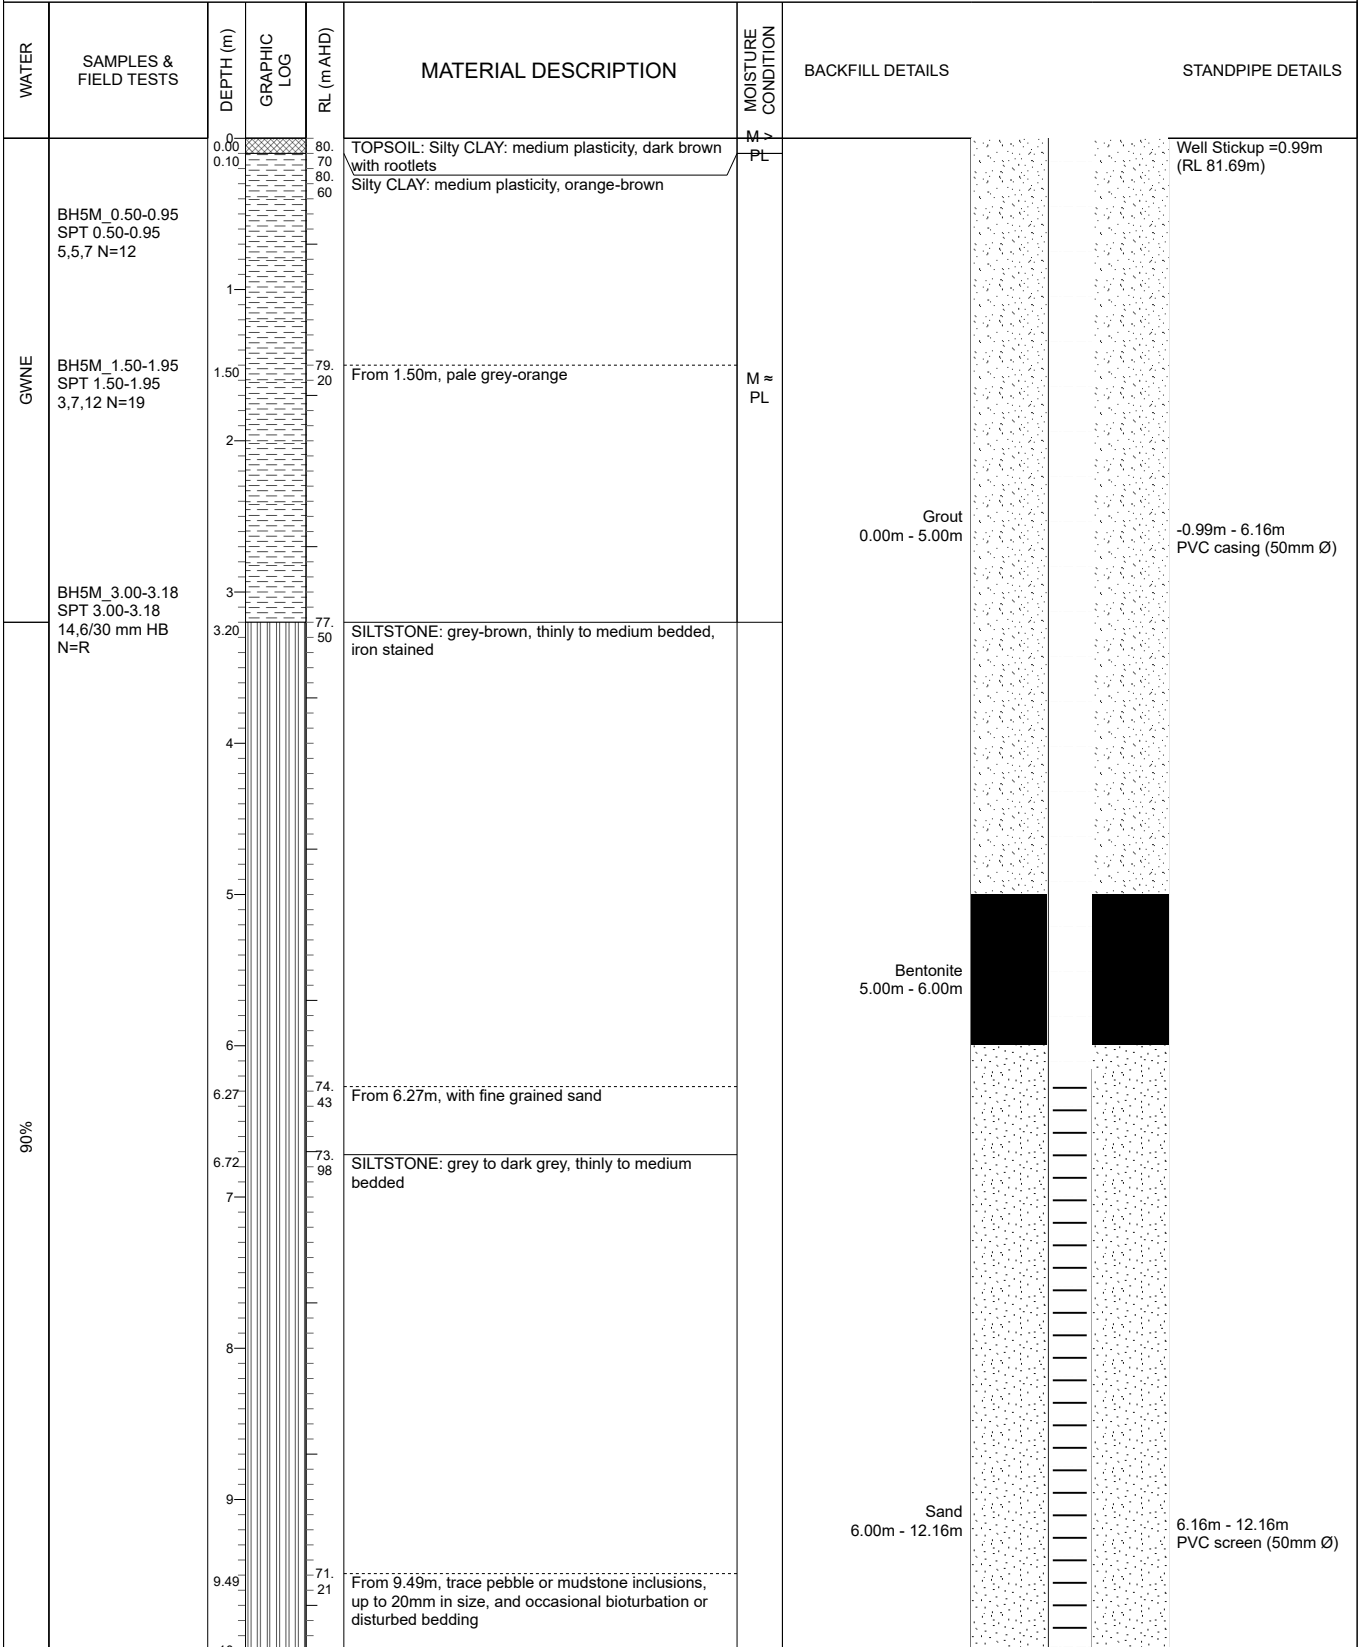 WATER
SAMPLES &
FIELD TESTS
DEPTH (m)
GRAPHIC
LOG
RL (m AHD)
MATERIAL DESCRIPTION
MOISTURE
CONDITION
BACKFILL DETAILS
STANDPIPE DETAILS
0
0.00
80.
70
TOPSOIL: Silty CLAY: medium plasticity, dark brown
with rootlets
M >
PL
Well Stickup =0.99m
(RL 81.69m)
0.10
80.
60
Silty CLAY: medium plasticity, orange-brown
BH5M_0.50-0.95
SPT 0.50-0.95
5,5,7 N=12
1
GWNE
BH5M_1.50-1.95
SPT 1.50-1.95
3,7,12 N=19
1.50
79.
20
From 1.50m, pale grey-orange
M ≈
PL
2
Grout
0.00m - 5.00m
-0.99m - 6.16m
PVC casing (50mm Ø)
BH5M_3.00-3.18
SPT 3.00-3.18
14,6/30 mm HB
N=R
3
3.20
77.
50
SILTSTONE: grey-brown, thinly to medium bedded,
iron stained
4
5
Bentonite
5.00m - 6.00m
6
6.27
74.
43
From 6.27m, with fine grained sand
90%
6.72
73.
98
SILTSTONE: grey to dark grey, thinly to medium
bedded
7
8
9
Sand
6.00m - 12.16m
6.16m - 12.16m
PVC screen (50mm Ø)
9.49
71.
21
From 9.49m, trace pebble or mudstone inclusions,
up to 20mm in size, and occasional bioturbation or
disturbed bedding